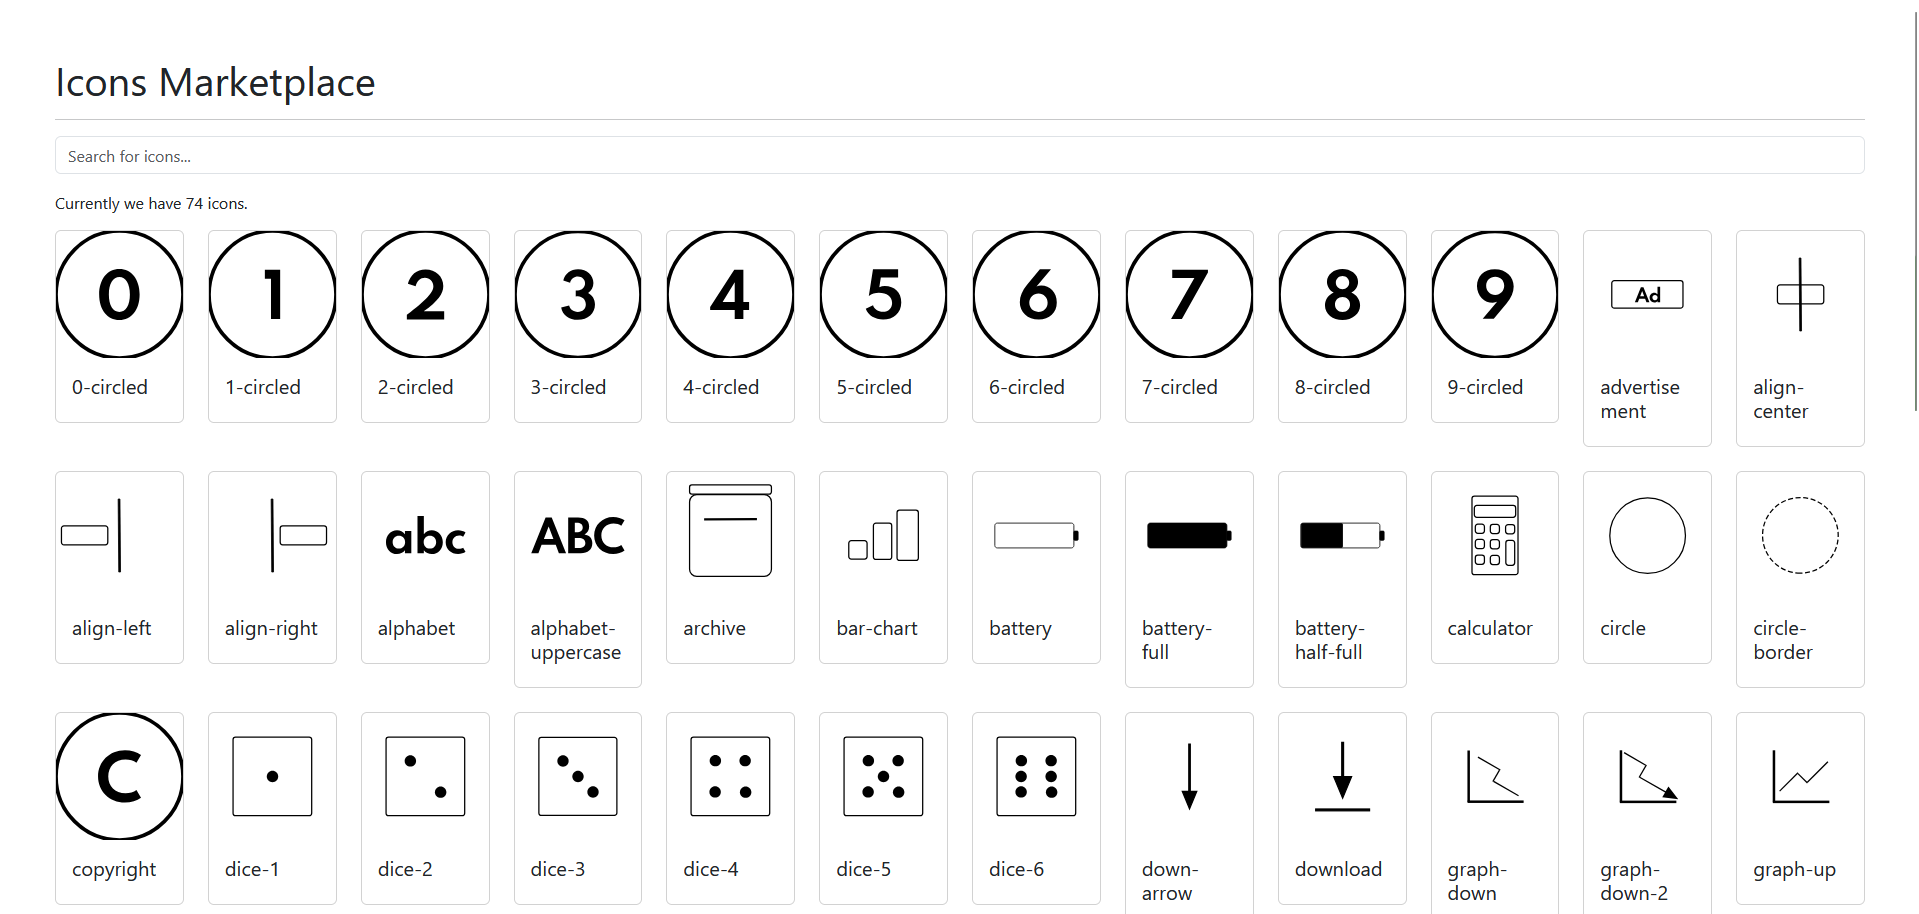 Icons Marketplace
Search for icons...
Currently we have 74 icons.
0 1 2 3 4 5 6 7 8 9 Ad
0-circled 1-circled 2-circled 3-circled 4-circled 5-circled 6-circled 7-circled 8-circled 9-circled advertise align-
ment center
abc ABC
align-left align-right alphabet alphabet- archive bar-chart battery battery- battery- calculator circle circle-
uppercase full half-full border
C
copyright dice-1 dice-2 dice-3 dice-4 dice-5 dice-6 down- download graph- graph- graph-up
arrow down down-2